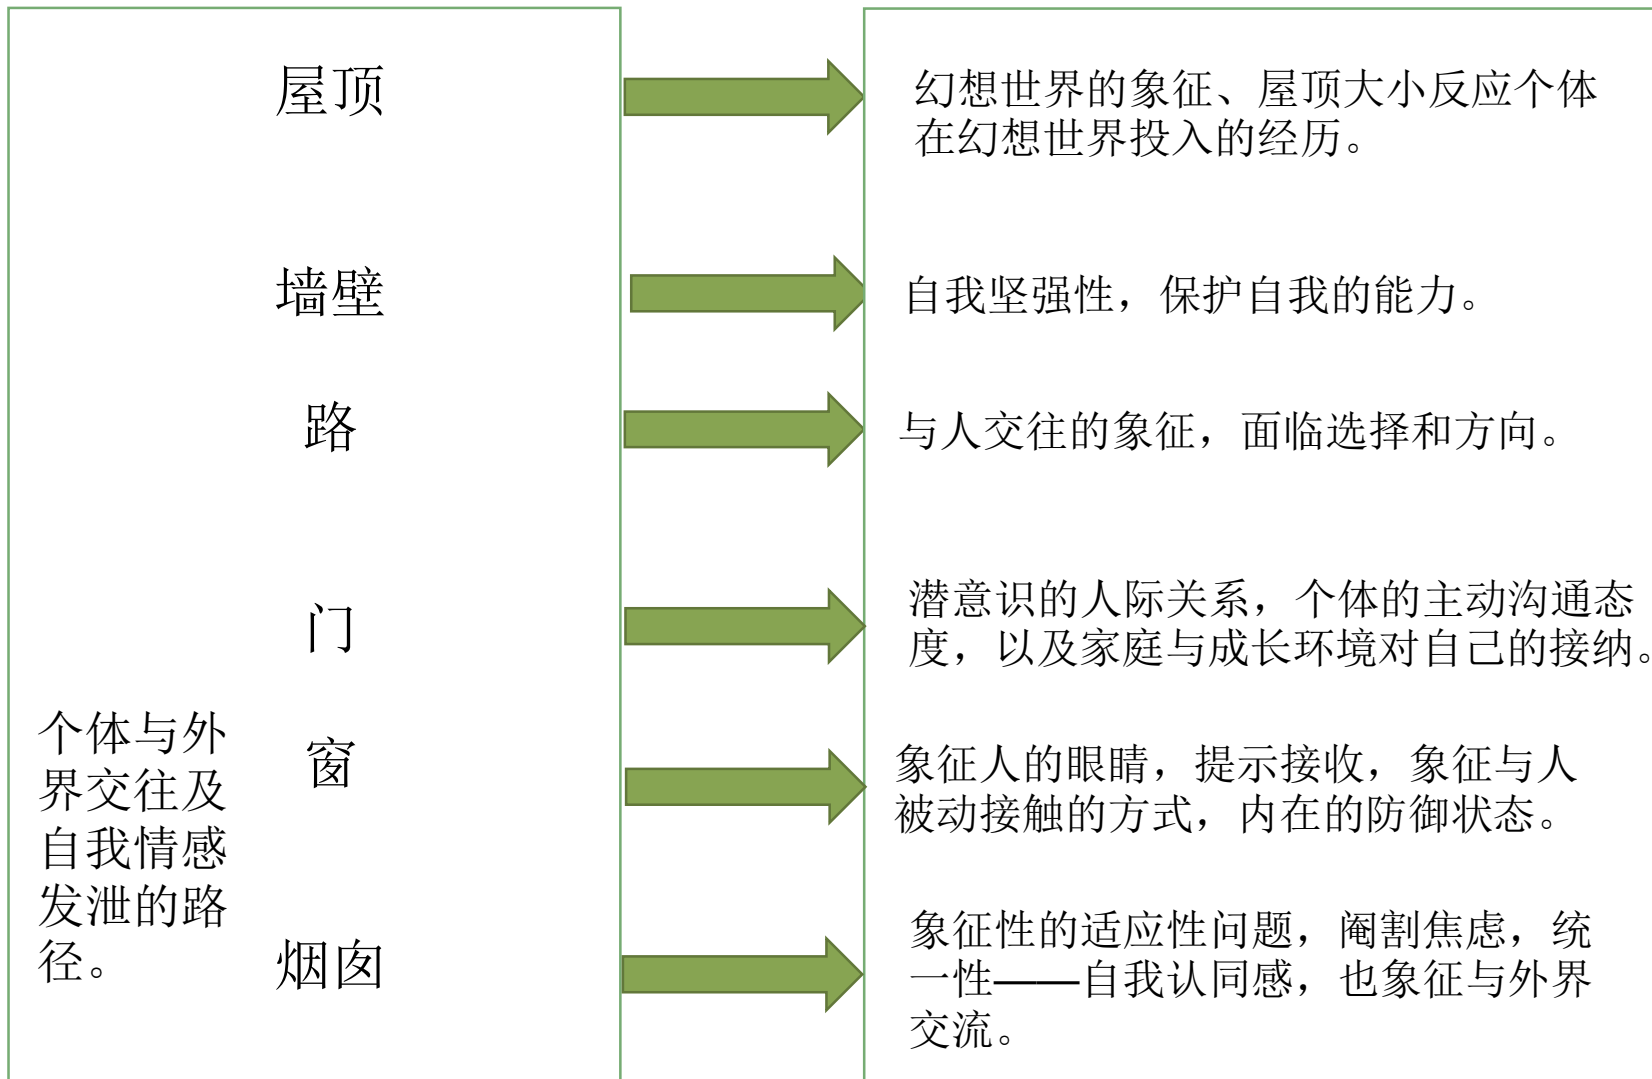 屋顶
幻想世界的象征、屋顶大小反应个体
在幻想世界投入的经历。
墙壁
自我坚强性，保护自我的能力。
路
与人交往的象征，面临选择和方向。
门
潜意识的人际关系，个体的主动沟通态
度，以及家庭与成长环境对自己的接纳。
个体与外
界交往及
自我情感
发泄的路
径。
窗
象征人的眼睛，提示接收，象征与人
被动接触的方式，内在的防御状态。
烟囱
象征性的适应性问题，阉割焦虑，统
一性——自我认同感，也象征与外界
交流。